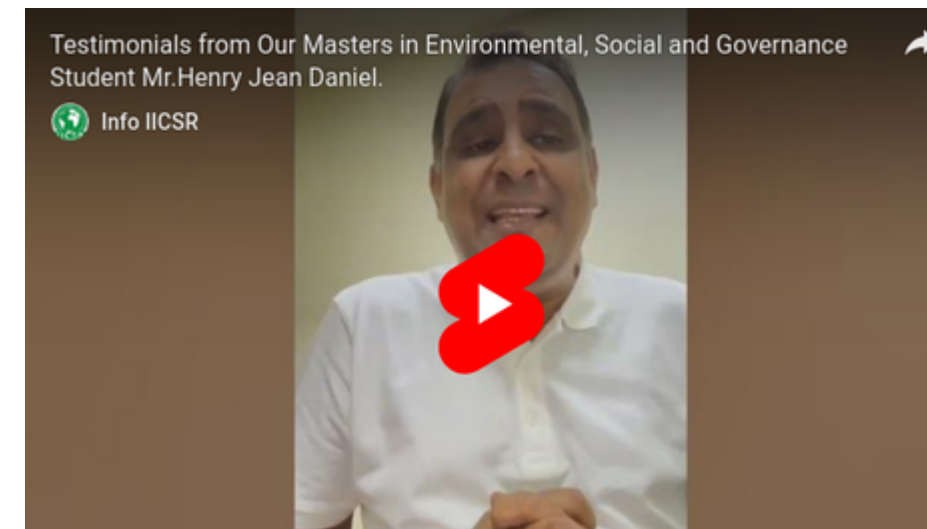 Testimonials from Our Masters in Environmental, Social and Governance
Student Mr.Henry Jean Daniel.
Info IICSR